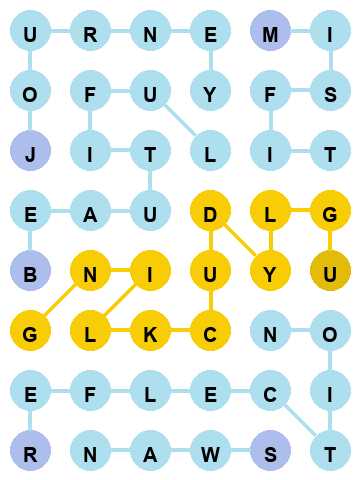 U R N E M I
O F U Y F S
J I T L I T
E A U D L G
B N I U Y U
G L K C N O
E F L E C I
R N A W S T